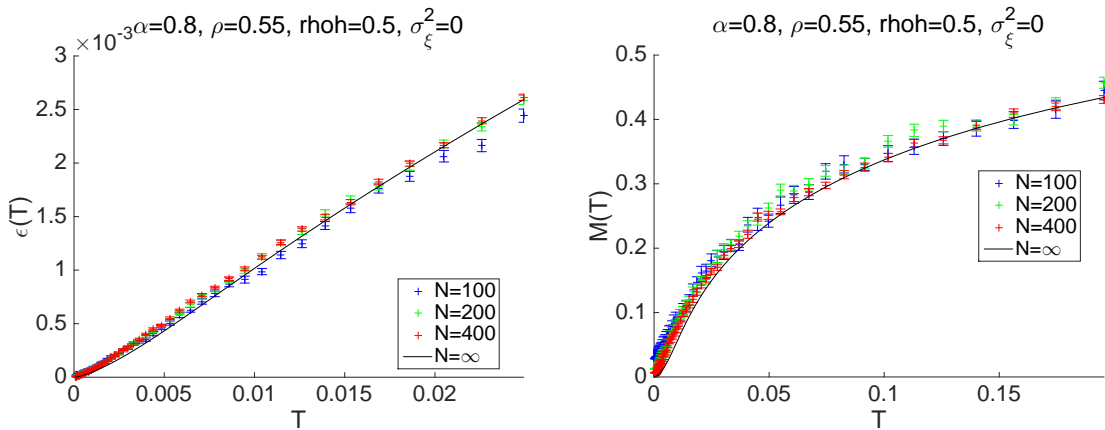 ×10⁻³ α=0.8, ρ=0.55, rhoh=0.5, σ_ξ²=0
3
2.5
2
1.5
1
0.5
0
ϵ(T)
0 0.005 0.01 0.015 0.02
T
N=100
N=200
N=400
N=∞
α=0.8, ρ=0.55, rhoh=0.5, σ_ξ²=0
0.5
0.4
0.3
0.2
0.1
0
M(T)
0 0.05 0.1 0.15
T
N=100
N=200
N=400
N=∞